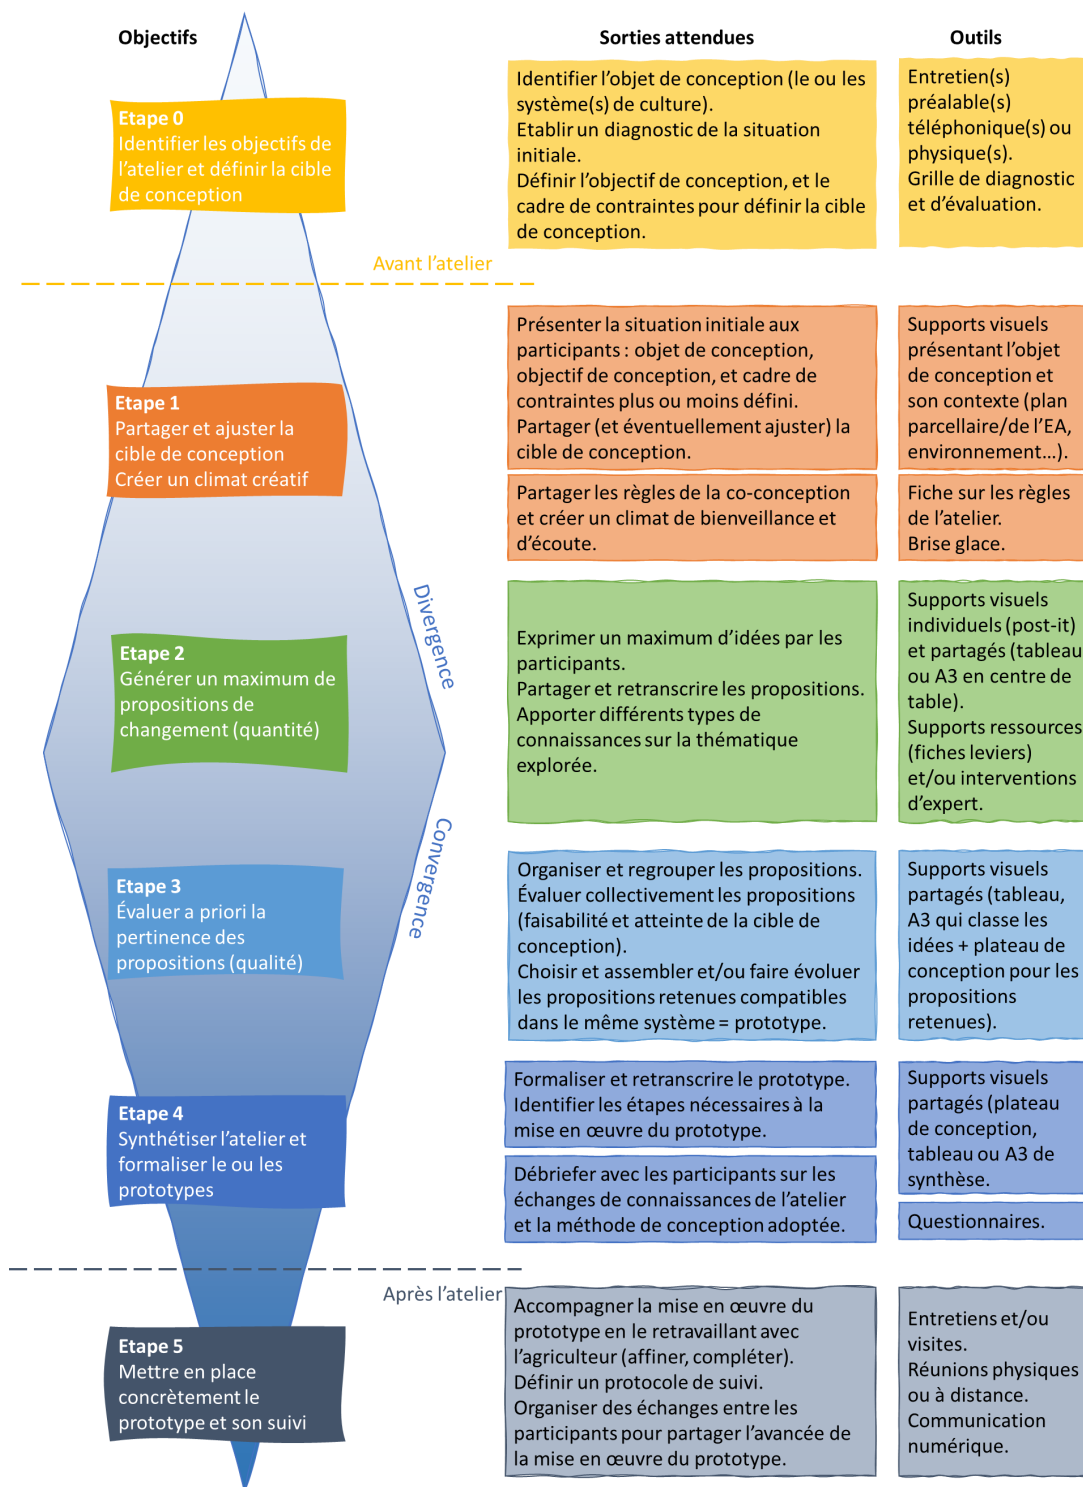 Objectifs
Sorties attendues
Outils
Etape 0
Identifier les objectifs de
l’atelier et définir la cible
de conception
Identifier l’objet de conception (le ou les
système(s) de culture).
Etablir un diagnostic de la situation
initiale.
Définir l’objectif de conception, et le
cadre de contraintes pour définir la cible
de conception.
Entretien(s)
préalable(s)
téléphonique(s) ou
physique(s).
Grille de diagnostic
et d’évaluation.
Avant l’atelier
Etape 1
Partager et ajuster la
cible de conception
Créer un climat créatif
Présenter la situation initiale aux
participants : objet de conception,
objectif de conception, et cadre de
contraintes plus ou moins défini.
Partager (et éventuellement ajuster) la
cible de conception.
Supports visuels
présentant l’objet
de conception et
son contexte (plan
parcellaire/de l’EA,
environnement…).
Partager les règles de la co-conception
et créer un climat de bienveillance et
d’écoute.
Fiche sur les règles
de l’atelier.
Brise glace.
Divergence
Etape 2
Générer un maximum de
propositions de
changement (quantité)
Exprimer un maximum d’idées par les
participants.
Partager et retranscrire les propositions.
Apporter différents types de
connaissances sur la thématique
explorée.
Supports visuels
individuels (post-it)
et partagés (tableau
ou A3 en centre de
table).
Supports ressources
(fiches leviers)
et/ou interventions
d’expert.
Convergence
Etape 3
Évaluer a priori la
pertinence des
propositions (qualité)
Organiser et regrouper les propositions.
Évaluer collectivement les propositions
(faisabilité et atteinte de la cible de
conception).
Choisir et assembler et/ou faire évoluer
les propositions retenues compatibles
dans le même système = prototype.
Supports visuels
partagés (tableau,
A3 qui classe les
idées + plateau de
conception pour les
propositions
retenues).
Etape 4
Synthétiser l’atelier et
formaliser le ou les
prototypes
Formaliser et retranscrire le prototype.
Identifier les étapes nécessaires à la
mise en œuvre du prototype.
Supports visuels
partagés (plateau
de conception,
tableau ou A3 de
synthèse.
Débriefer avec les participants sur les
échanges de connaissances de l’atelier
et la méthode de conception adoptée.
Questionnaires.
Après l’atelier
Etape 5
Mettre en place
concrètement le
prototype et son suivi
Accompagner la mise en œuvre du
prototype en le retravaillant avec
l’agriculteur (affiner, compléter).
Définir un protocole de suivi.
Organiser des échanges entre les
participants pour partager l’avancée de
la mise en œuvre du prototype.
Entretiens et/ou
visites.
Réunions physiques
ou à distance.
Communication
numérique.